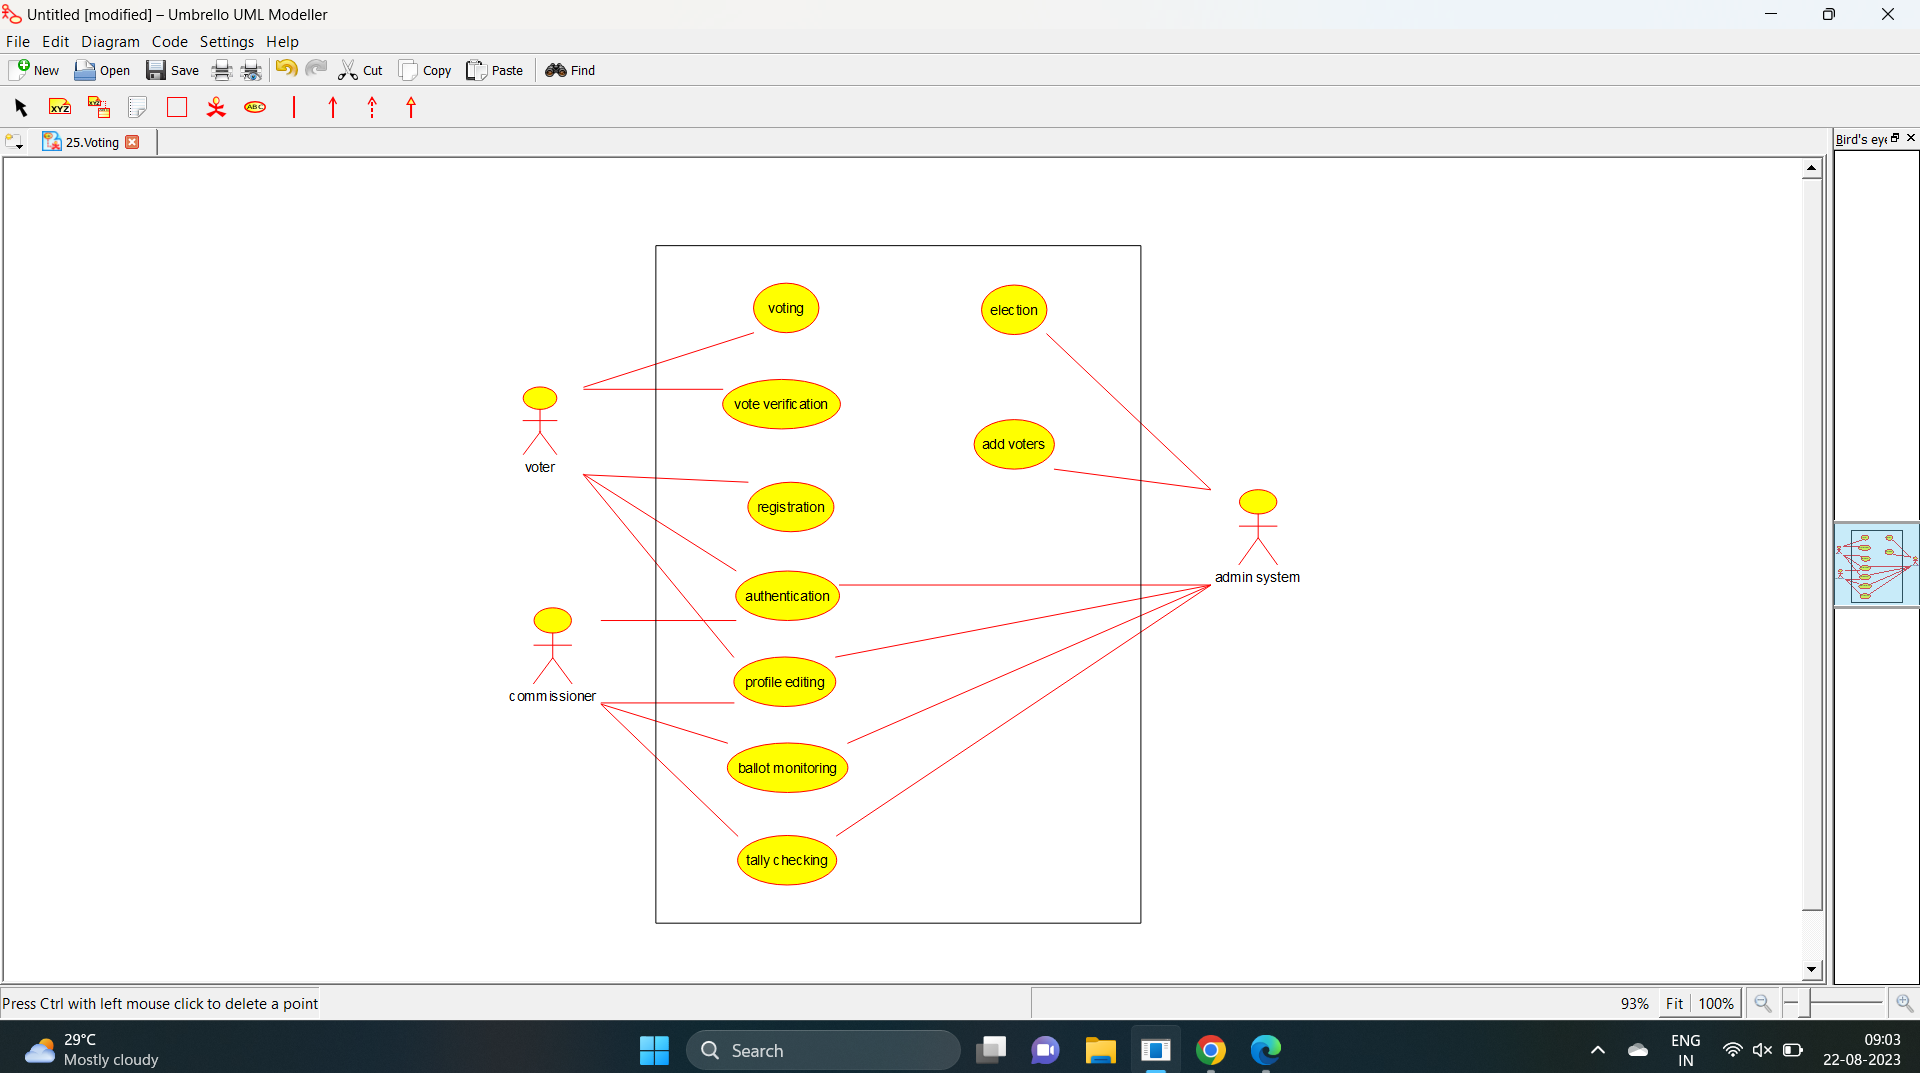 Untitled [modified] – Umbrello UML Modeller
File Edit Diagram Code Settings Help
New Open Save Cut Copy Paste Find
XYZ XYZ ABC
25.Voting
Bird's eye
voting
election
vote verification
add voters
voter
registration
admin system
authentication
commissioner
profile editing
ballot monitoring
tally checking
Press Ctrl with left mouse click to delete a point
93% Fit 100%
29°C
Mostly cloudy
Search
ENG
IN
09:03
22-08-2023